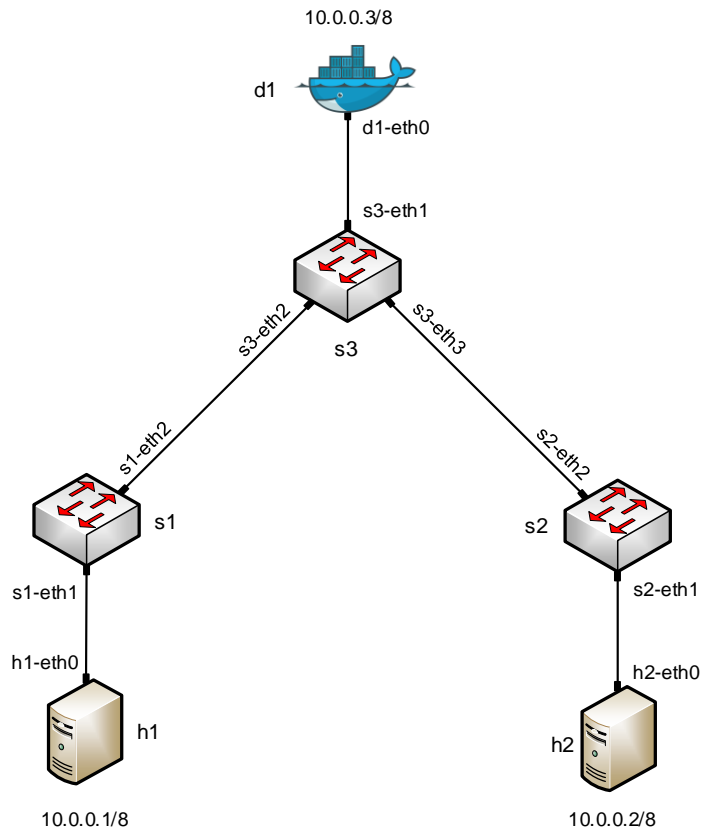 10.0.0.3/8
d1
d1-eth0
s3-eth1
s3-eth2
s3-eth3
s3
s1-eth2
s2-eth2
s1
s2
s1-eth1
s2-eth1
h1-eth0
h2-eth0
h1
h2
10.0.0.1/8
10.0.0.2/8